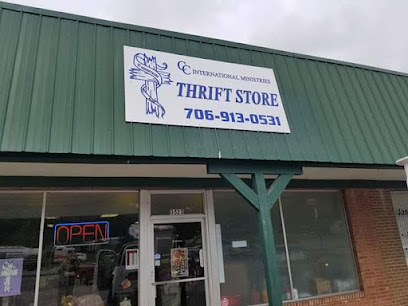 CC INTERNATIONAL MINISTRIES
THRIFT STORE
706-913-0531
OPEN